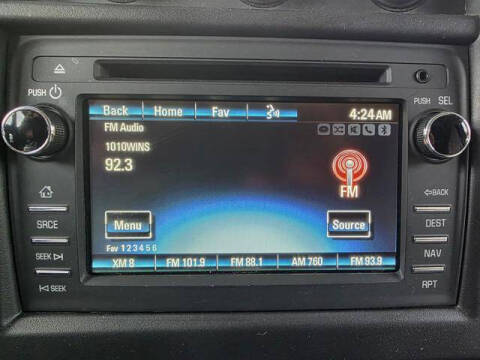 PUSH
PUSH SEL
Back Home Fav 4:24 AM
FM Audio
1010WINS
92.3
FM
BACK
Menu Source
SRCE
DEST
Fav 1 2 3 4 5 6
SEEK
NAV
XM 8 FM 101.9 FM 88.1 AM 760 FM 93.9
SEEK
RPT